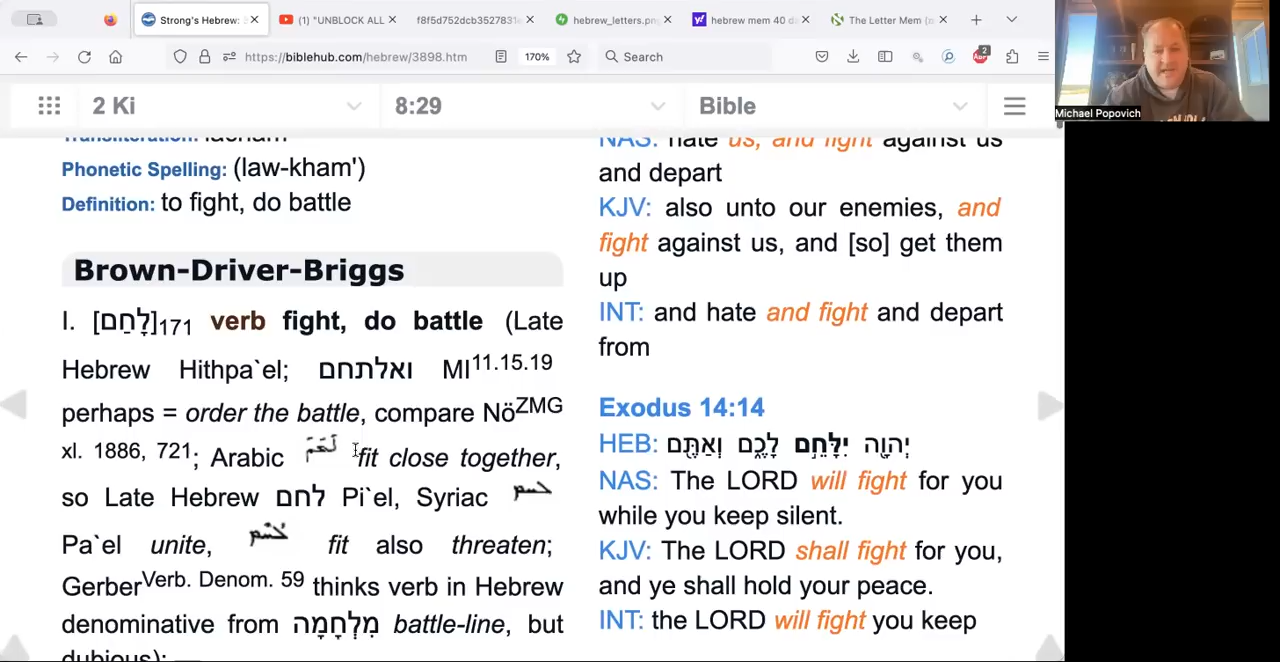 Strong's Hebrew:
(1) "UNBLOCK ALL
f8f5d752dcb3527831
hebrew_letters.pn
hebrew mem 40 d
The Letter Mem (
https://biblehub.com/hebrew/3898.htm
170%
Search
2
Michael Popovich
2 Ki
8:29
Bible
Transliteration: lacham
Phonetic Spelling: (law-kham')
Definition: to fight, do battle
Brown-Driver-Briggs
I. [לָחַם]171 verb fight, do battle (Late
Hebrew Hithpa`el; ואלתחם MI11.15.19
perhaps = order the battle, compare NöZMG
xl. 1886, 721; Arabic fit close together,
so Late Hebrew לחם Pi`el, Syriac
Pa`el unite, fit also threaten;
GerberVerb. Denom. 59 thinks verb in Hebrew
denominative from מִלְחָמָה battle-line, but
dubious): —
NAS: hate us, and fight against us
and depart
KJV: also unto our enemies, and
fight against us, and [so] get them
up
INT: and hate and fight and depart
from
Exodus 14:14
HEB: יְהוָ֖ה יִלָּחֵ֣ם לָכֶ֑ם וְאַתֶּ֖ם
NAS: The LORD will fight for you
while you keep silent.
KJV: The LORD shall fight for you,
and ye shall hold your peace.
INT: the LORD will fight you keep